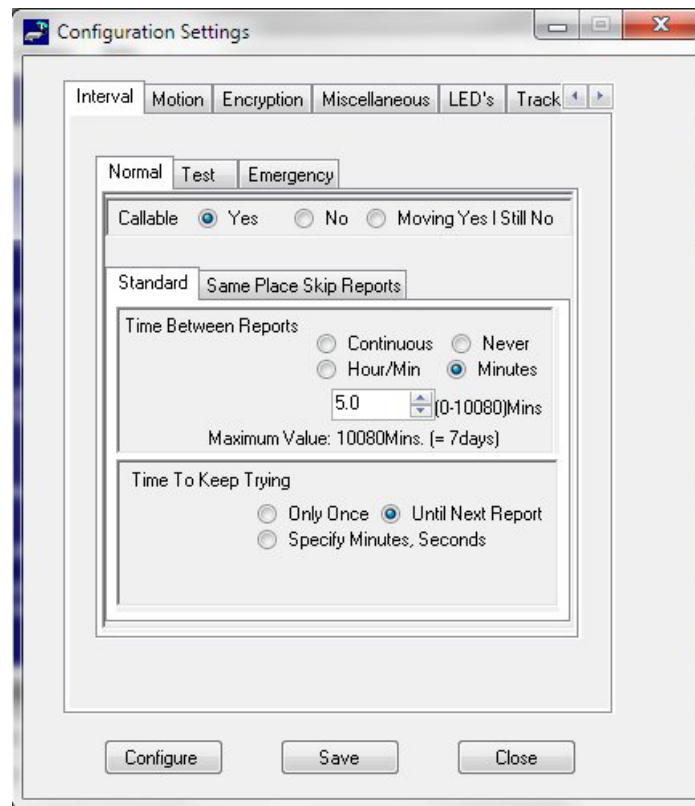 Configuration Settings
Interval Motion Encryption Miscellaneous LED's Track
Normal Test Emergency
Callable Yes No Moving Yes I Still No
Standard Same Place Skip Reports
Time Between Reports
Continuous Never
Hour/Min Minutes
5.0 (0-10080)Mins
Maximum Value: 10080Mins. (= 7days)
Time To Keep Trying
Only Once Until Next Report
Specify Minutes, Seconds
Configure Save Close